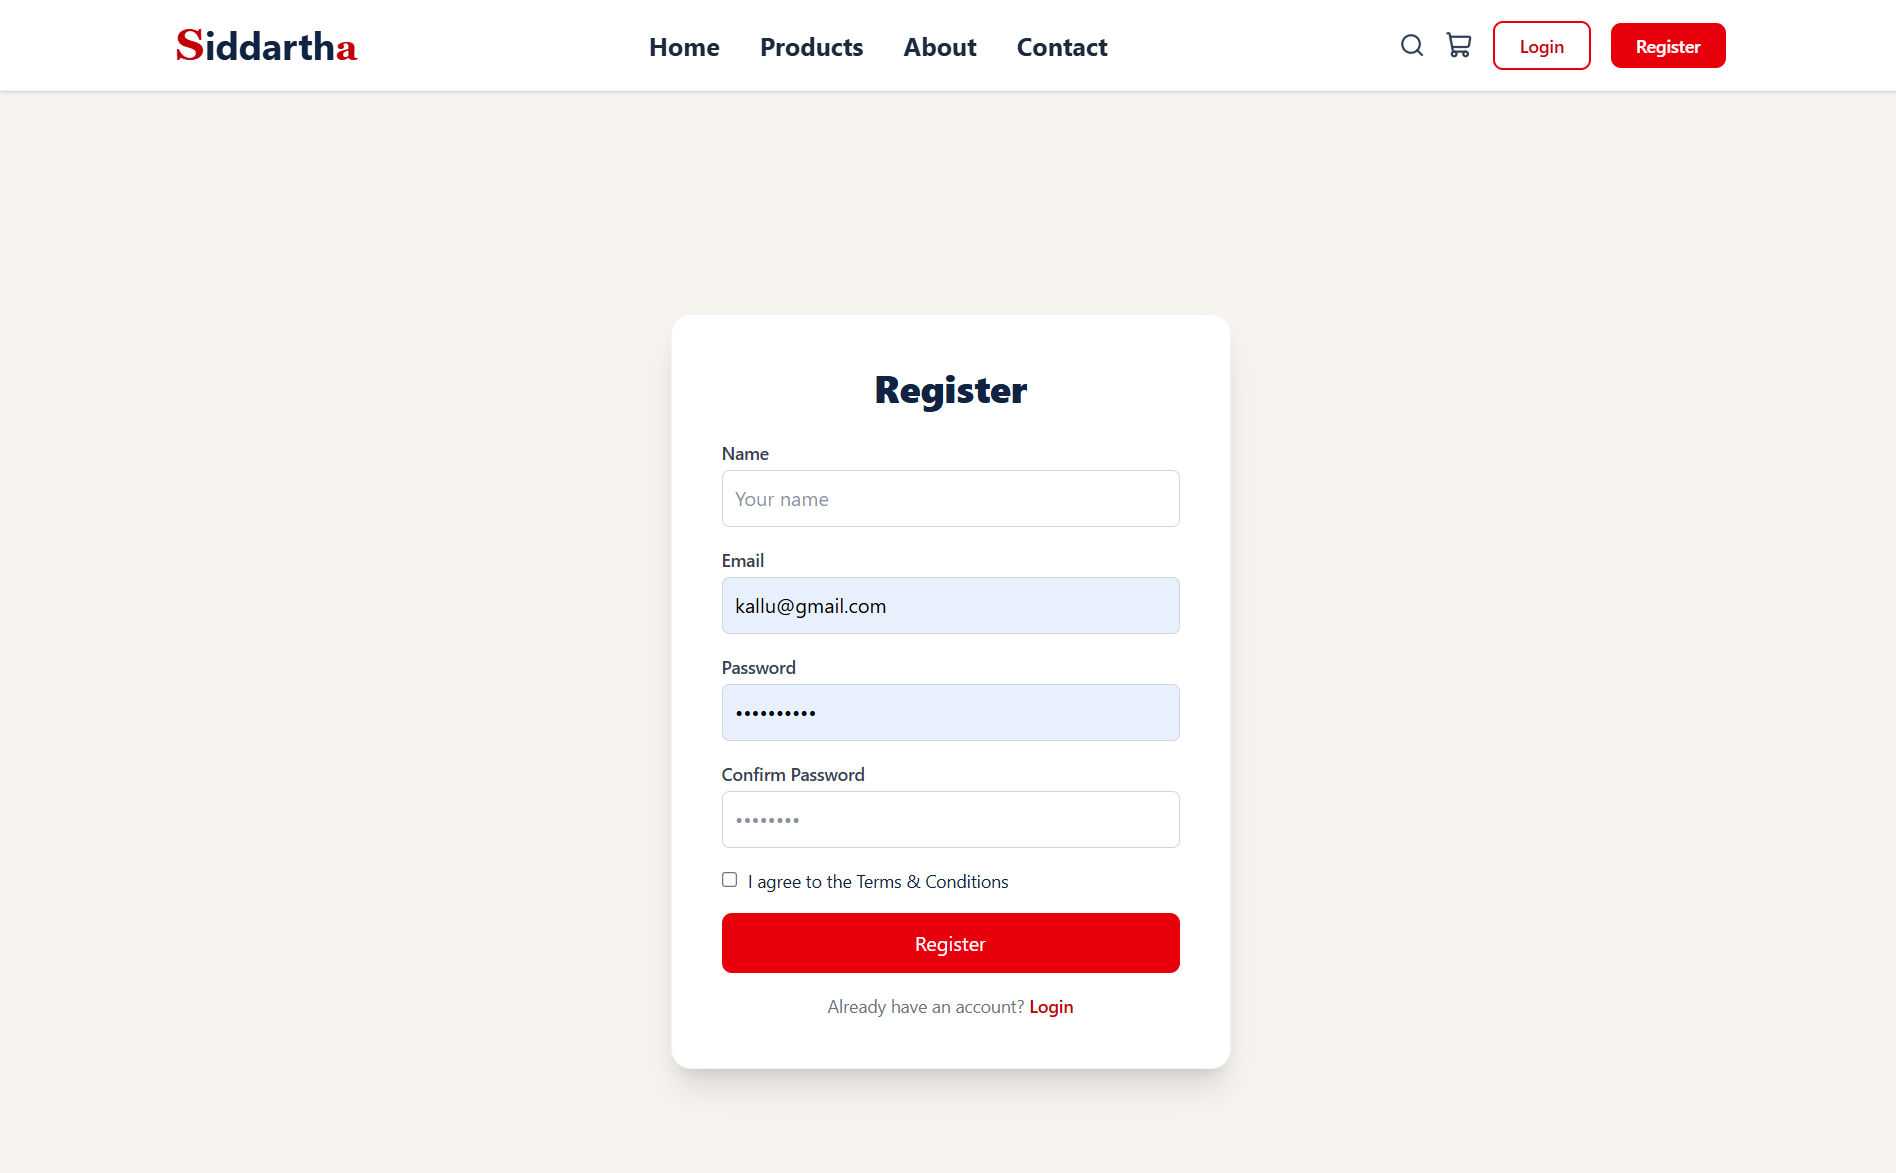 Siddartha
Home Products About Contact
Login Register
Register
Name
Your name
Email
kallu@gmail.com
Password
••••••••••
Confirm Password
••••••••
I agree to the Terms & Conditions
Register
Already have an account? Login